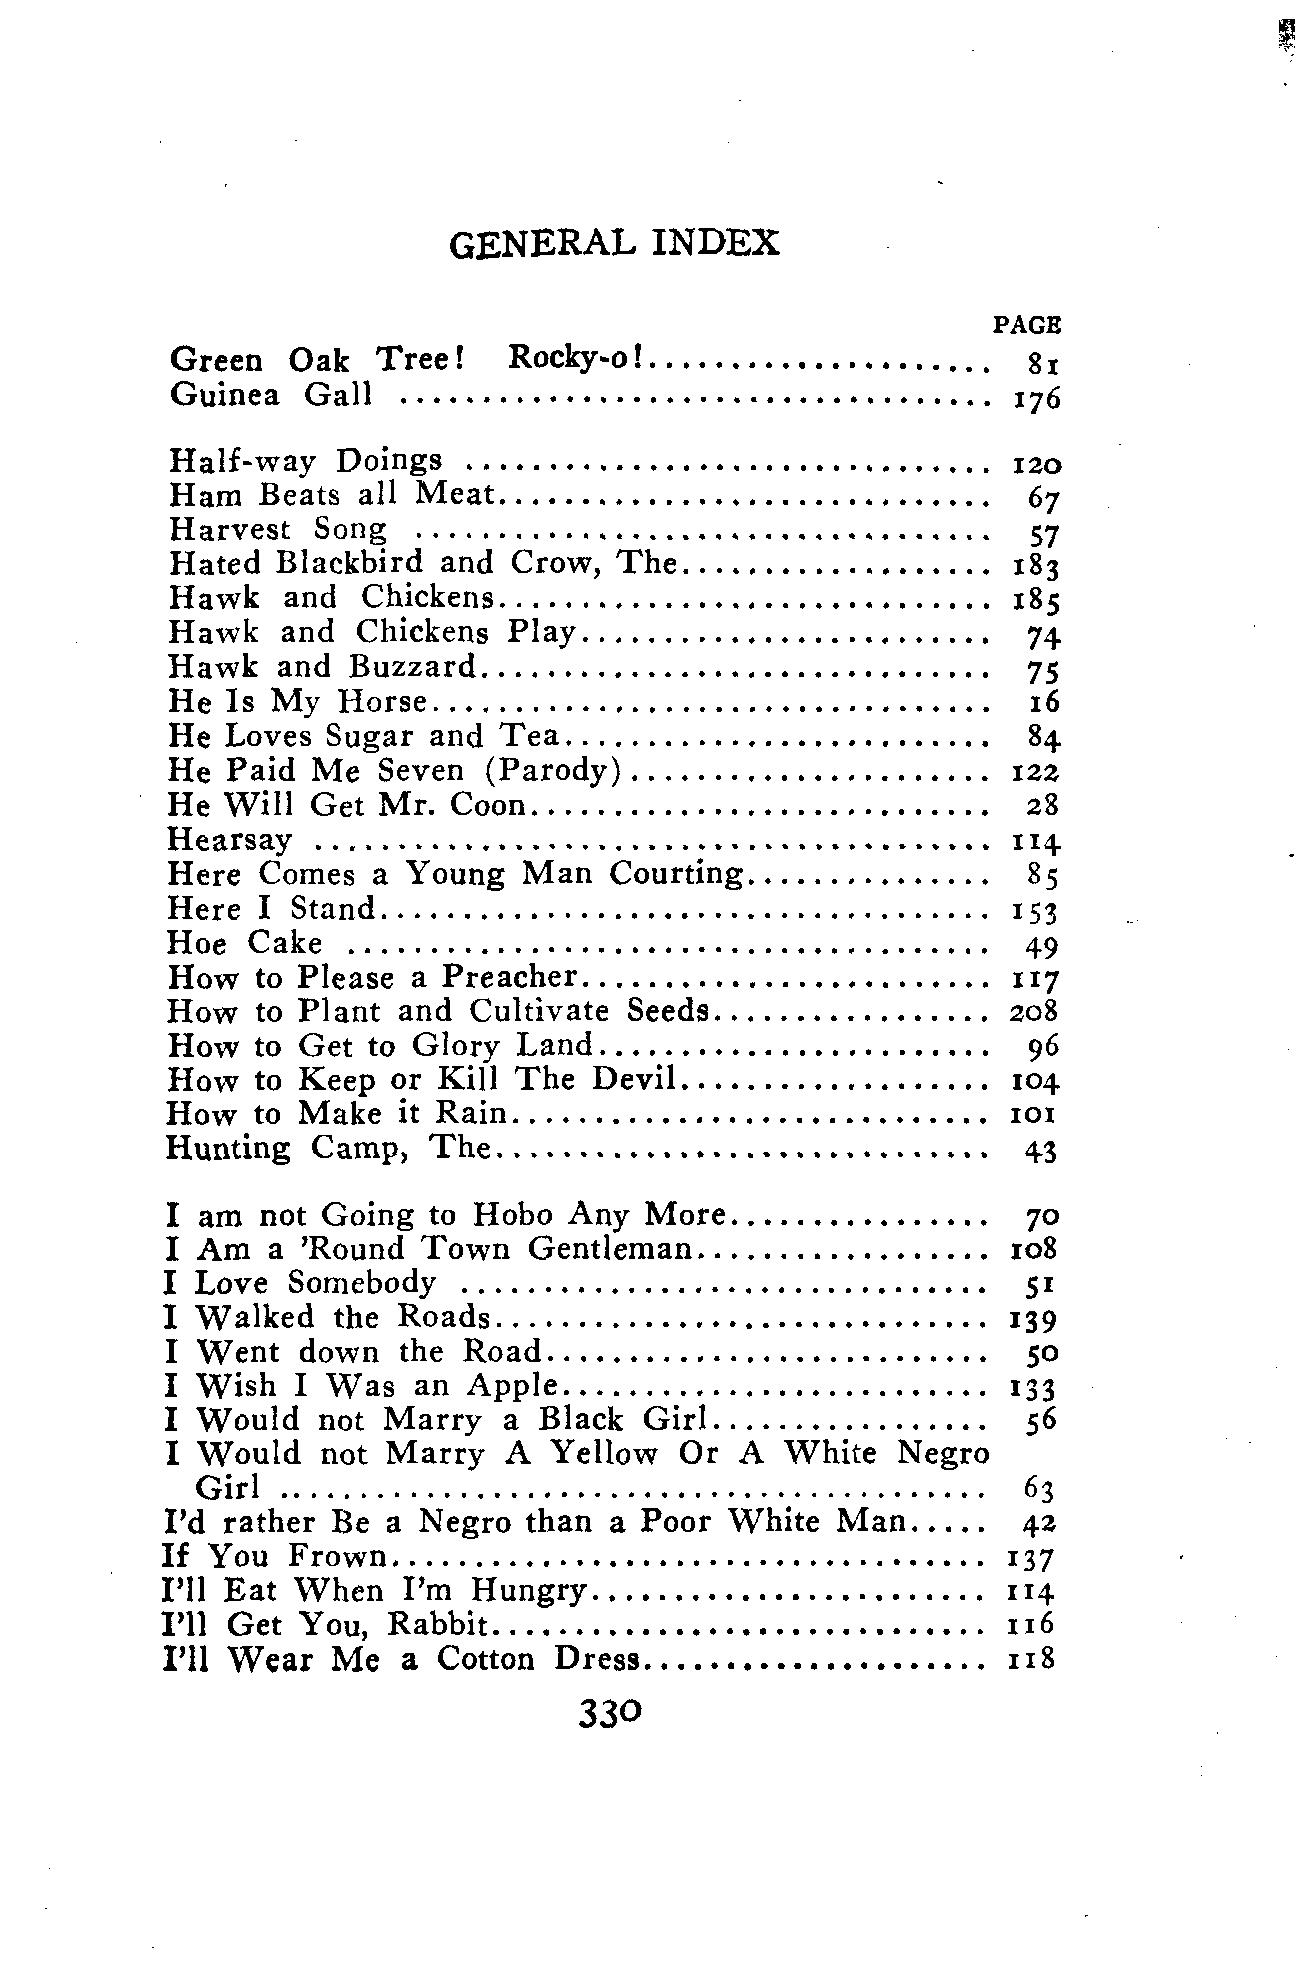 GENERAL INDEX
PAGE
Green Oak Tree! Rocky-o!..................... 81
Guinea Gall .................................... 176
Half-way Doings ................................ 120
Ham Beats all Meat.............................. 67
Harvest Song ................................... 57
Hated Blackbird and Crow, The................... 183
Hawk and Chickens.............................. 185
Hawk and Chickens Play......................... 74
Hawk and Buzzard............................... 75
He Is My Horse.................................. 16
He Loves Sugar and Tea.......................... 84
He Paid Me Seven (Parody)...................... 122
He Will Get Mr. Coon............................ 28
Hearsay ......................................... 114
Here Comes a Young Man Courting............... 85
Here I Stand..................................... 153
Hoe Cake ....................................... 49
How to Please a Preacher......................... 117
How to Plant and Cultivate Seeds................. 208
How to Get to Glory Land........................ 96
How to Keep or Kill The Devil................... 104
How to Make it Rain............................. 101
Hunting Camp, The.............................. 43
I am not Going to Hobo Any More................ 70
I Am a 'Round Town Gentleman.................. 108
I Love Somebody ................................ 51
I Walked the Roads.............................. 139
I Went down the Road........................... 50
I Wish I Was an Apple.......................... 133
I Would not Marry a Black Girl................. 56
I Would not Marry A Yellow Or A White Negro
Girl ........................................... 63
I'd rather Be a Negro than a Poor White Man..... 42
If You Frown.................................... 137
I'll Eat When I'm Hungry........................ 114
I'll Get You, Rabbit.............................. 116
I'll Wear Me a Cotton Dress..................... 118
330